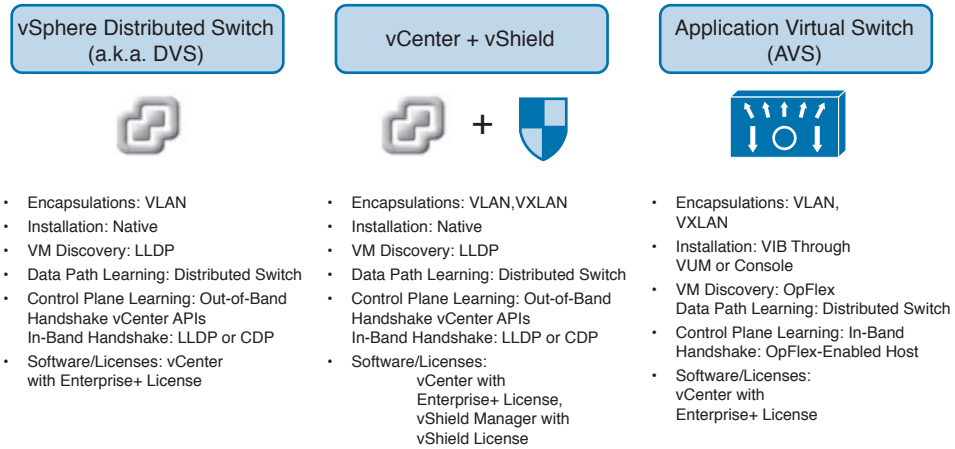 vSphere Distributed Switch
(a.k.a. DVS)
• Encapsulations: VLAN
• Installation: Native
• VM Discovery: LLDP
• Data Path Learning: Distributed Switch
• Control Plane Learning: Out-of-Band
Handshake vCenter APIs
In-Band Handshake: LLDP or CDP
• Software/Licenses: vCenter
with Enterprise+ License
vCenter + vShield
+
• Encapsulations: VLAN,VXLAN
• Installation: Native
• VM Discovery: LLDP
• Data Path Learning: Distributed Switch
• Control Plane Learning: Out-of-Band
Handshake vCenter APIs
In-Band Handshake: LLDP or CDP
• Software/Licenses:
vCenter with
Enterprise+ License,
vShield Manager with
vShield License
Application Virtual Switch
(AVS)
• Encapsulations: VLAN,
VXLAN
• Installation: VIB Through
VUM or Console
• VM Discovery: OpFlex
Data Path Learning: Distributed Switch
• Control Plane Learning: In-Band
Handshake: OpFlex-Enabled Host
• Software/Licenses:
vCenter with
Enterprise+ License